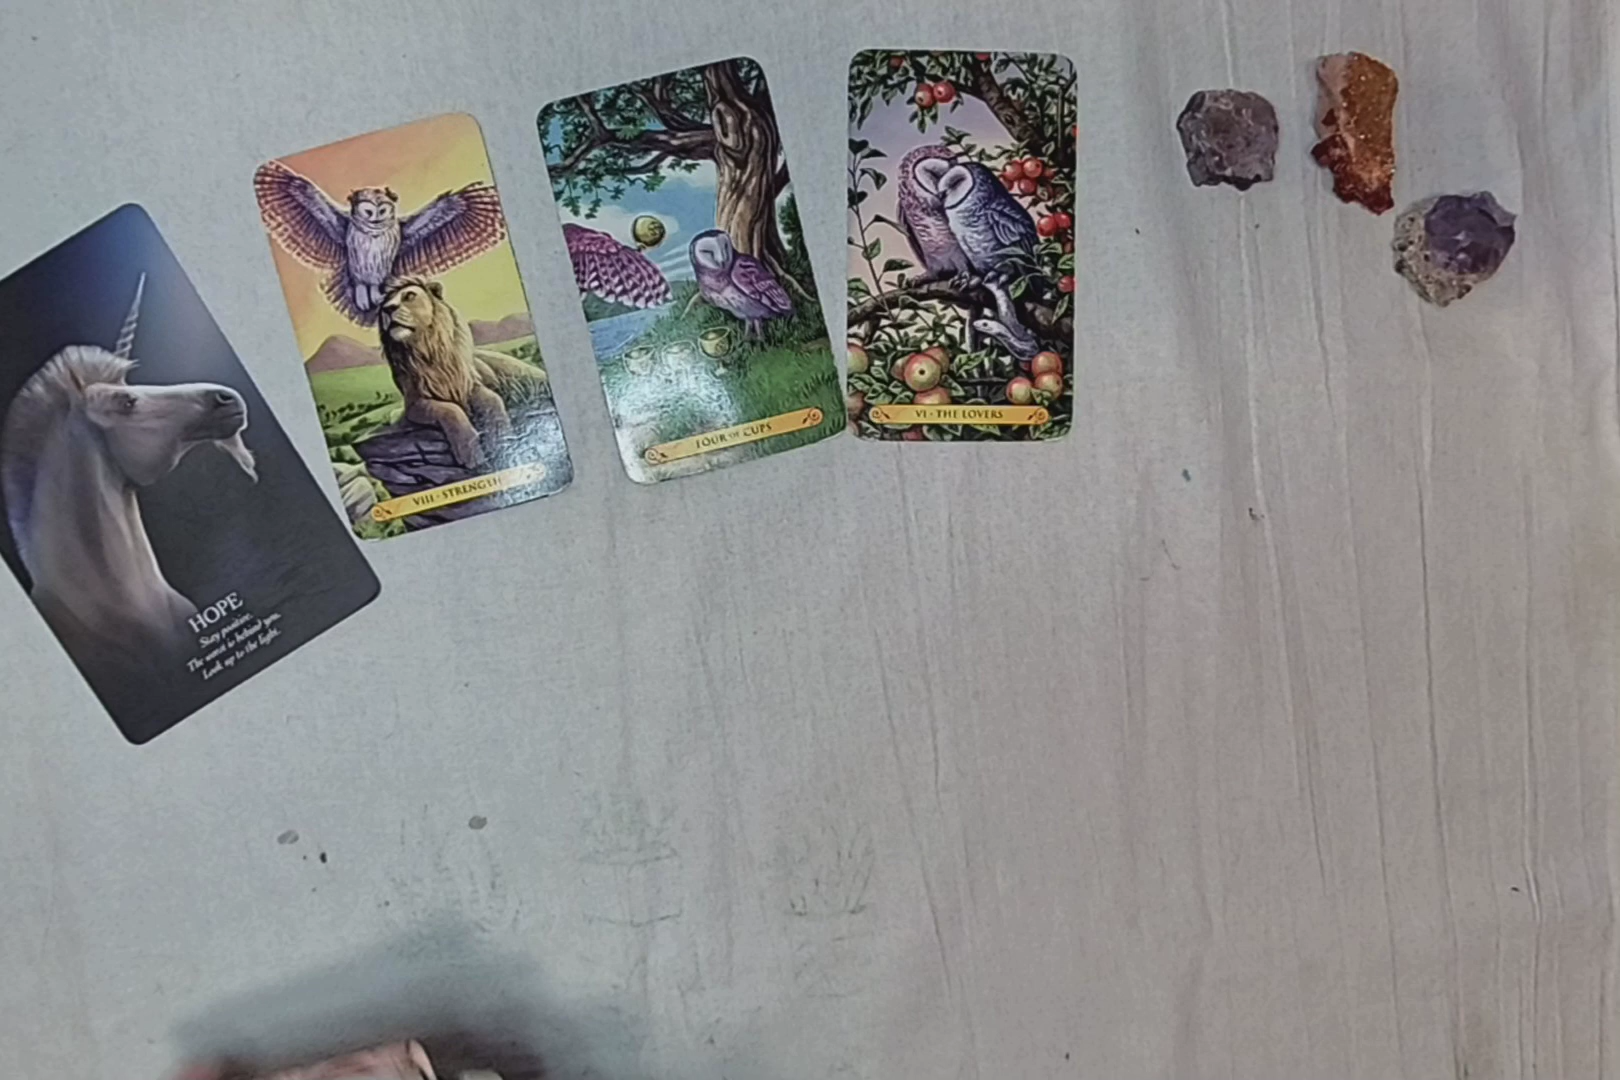 HOPE
Stay positive.
The worst is behind you.
Look up to the light.
VIII · STRENGTH
FOUR OF CUPS
VI · THE LOVERS